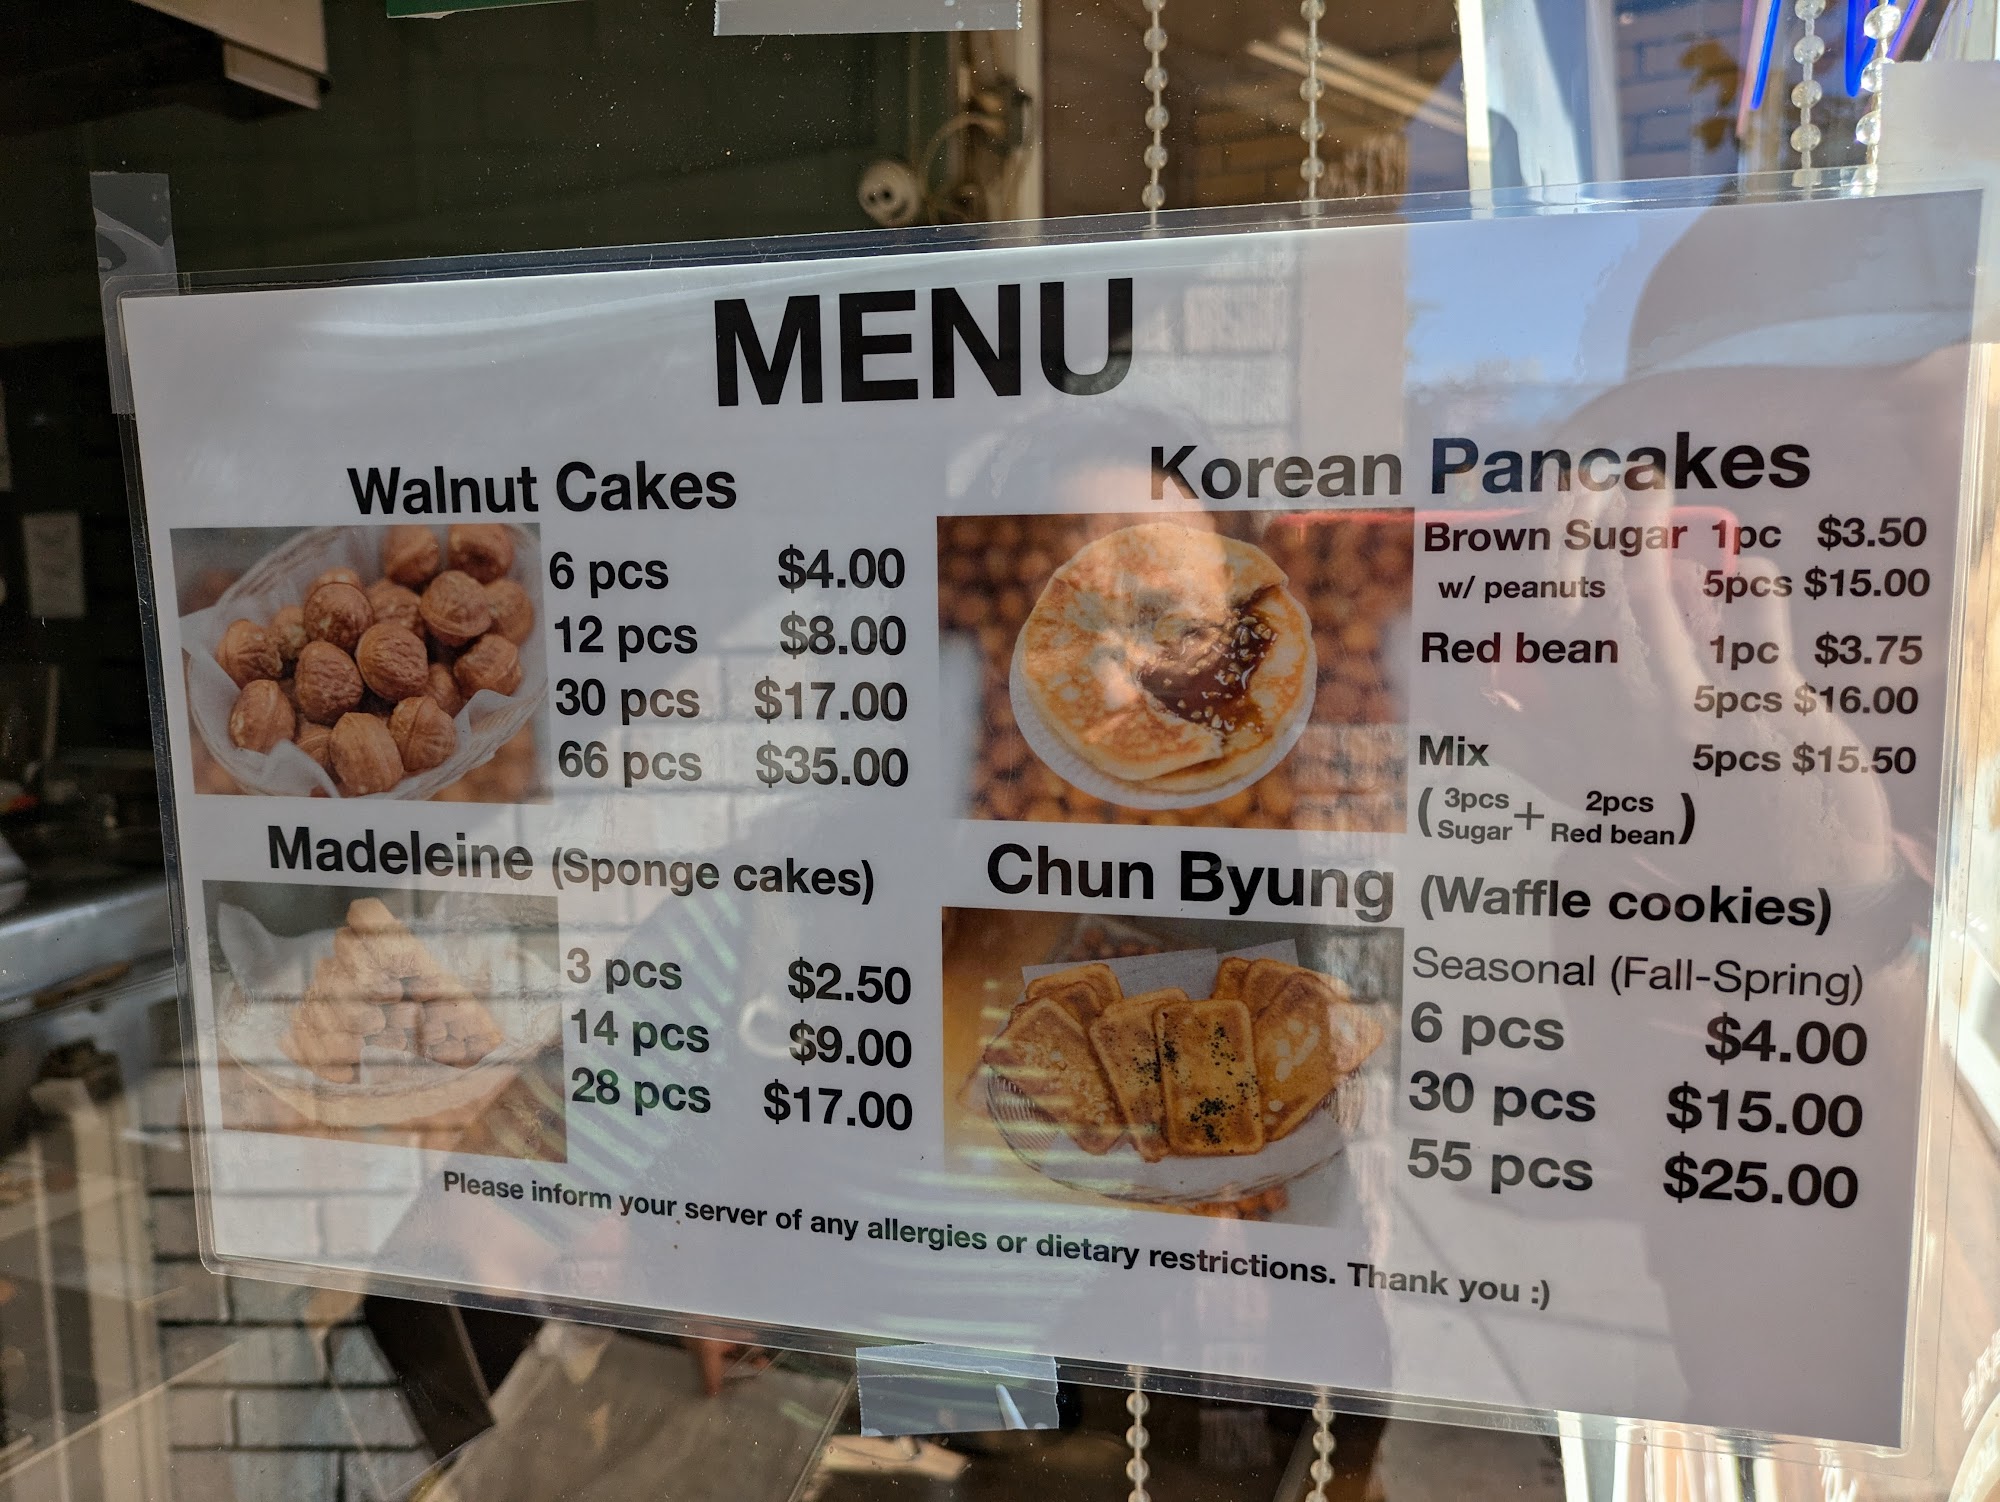 MENU
Walnut Cakes
6 pcs $4.00
12 pcs $8.00
30 pcs $17.00
66 pcs $35.00
Korean Pancakes
Brown Sugar 1pc $3.50
w/ peanuts 5pcs $15.00
Red bean 1pc $3.75
5pcs $16.00
Mix 5pcs $15.50
(3pcs Sugar + 2pcs Red bean)
Madeleine (Sponge cakes)
3 pcs $2.50
14 pcs $9.00
28 pcs $17.00
Chun Byung (Waffle cookies)
Seasonal (Fall-Spring)
6 pcs $4.00
30 pcs $15.00
55 pcs $25.00
Please inform your server of any allergies or dietary restrictions. Thank you :)